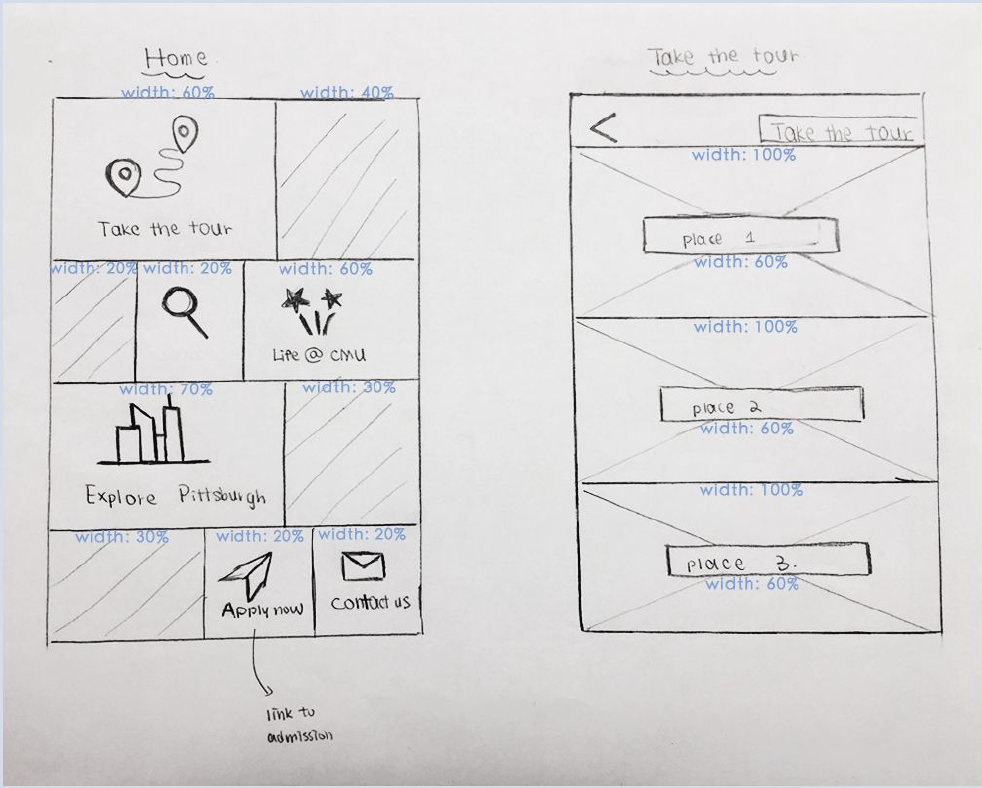 Home
width: 60%
width: 40%
Take the tour
width: 20%
width: 20%
width: 60%
Life @ CMU
width: 70%
width: 30%
Explore Pittsburgh
width: 30%
width: 20%
width: 20%
Apply now
Contact us
link to
admission
Take the tour
Take the tour
width: 100%
place 1
width: 60%
width: 100%
place 2
width: 60%
width: 100%
place 3.
width: 60%